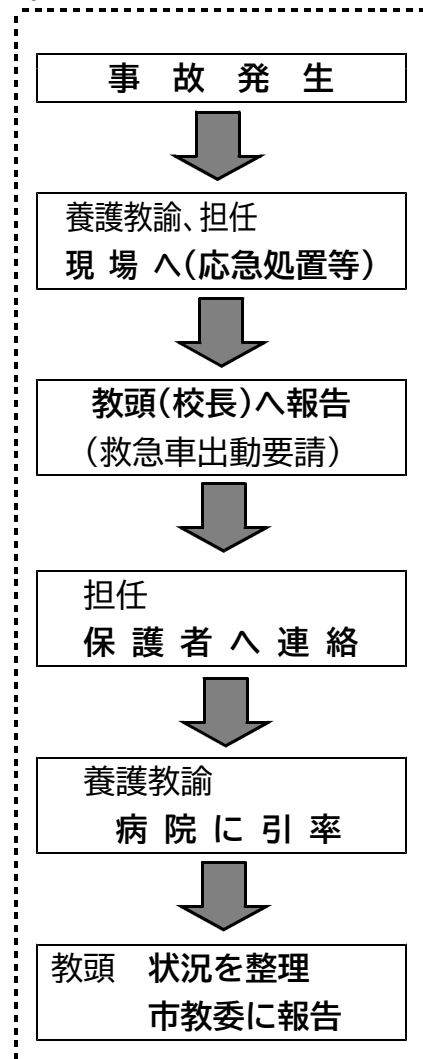 事 故 発 生
養護教諭、担任
現 場 へ(応急処置等)
教頭(校長)へ報告
(救急車出動要請)
担任
保 護 者 へ 連 絡
養護教諭
病 院 に 引 率
教頭 状況を整理
市教委に報告